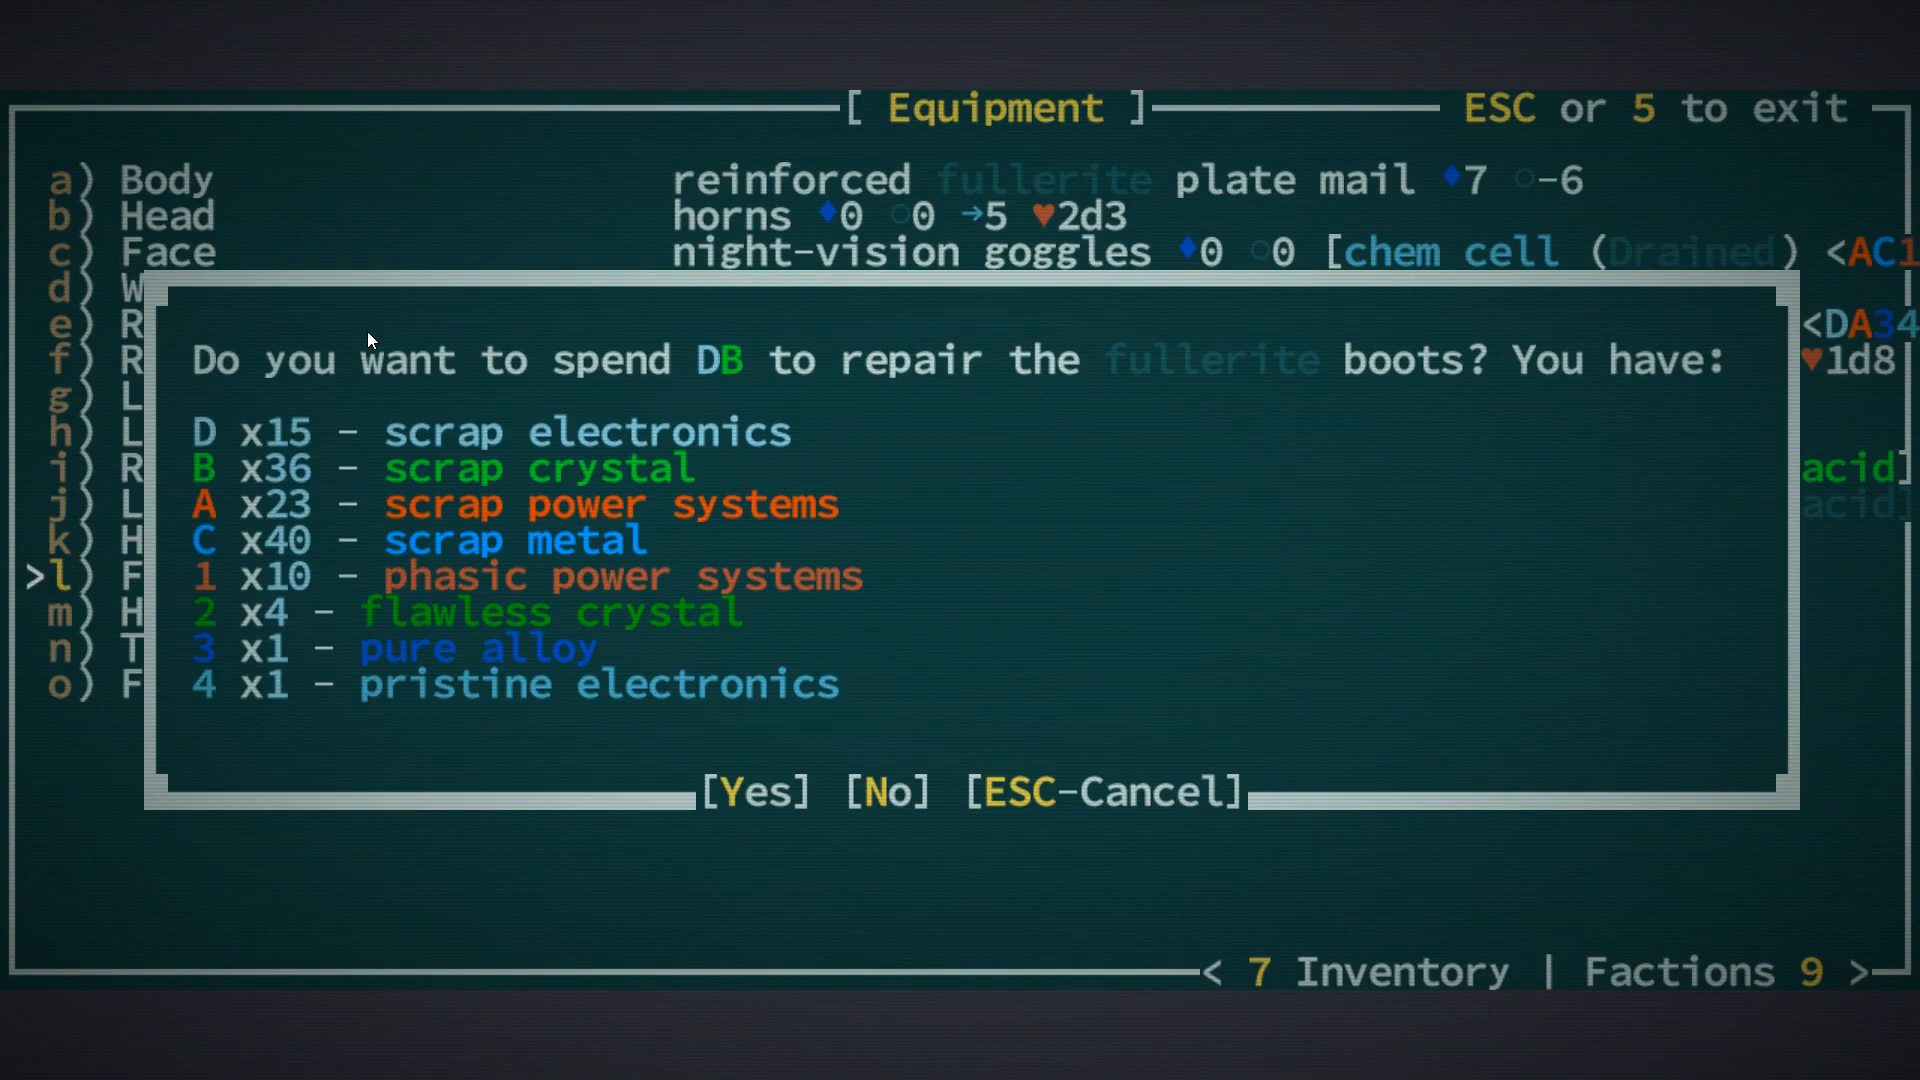 [ Equipment ] ESC or 5 to exit
a) Body reinforced fullerite plate mail ♦7 ○-6
b) Head horns ♦0 ○0 →5 ♥2d3
c) Face night-vision goggles ♦0 ○0 [chem cell (Drained) <AC1
d) W
e) R <DA34
f) R ♥1d8
g) L
h) L
i) R acid]
j) L acid]
k) H
>l) F
m) H
n) T
o) F
Do you want to spend DB to repair the fullerite boots? You have:
D x15 - scrap electronics
B x36 - scrap crystal
A x23 - scrap power systems
C x40 - scrap metal
1 x10 - phasic power systems
2 x4 - flawless crystal
3 x1 - pure alloy
4 x1 - pristine electronics
[Yes] [No] [ESC-Cancel]
< 7 Inventory | Factions 9 >